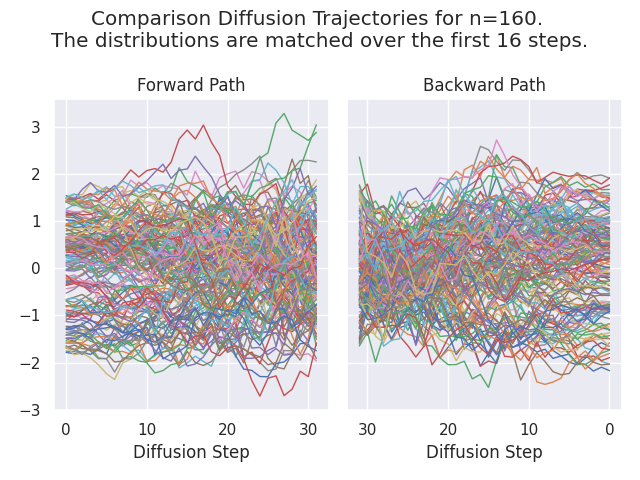 Comparison Diffusion Trajectories for n=160.
The distributions are matched over the first 16 steps.
Forward Path
Backward Path
3
2
1
0
−1
−2
−3
0 10 20 30
30 20 10 0
Diffusion Step
Diffusion Step